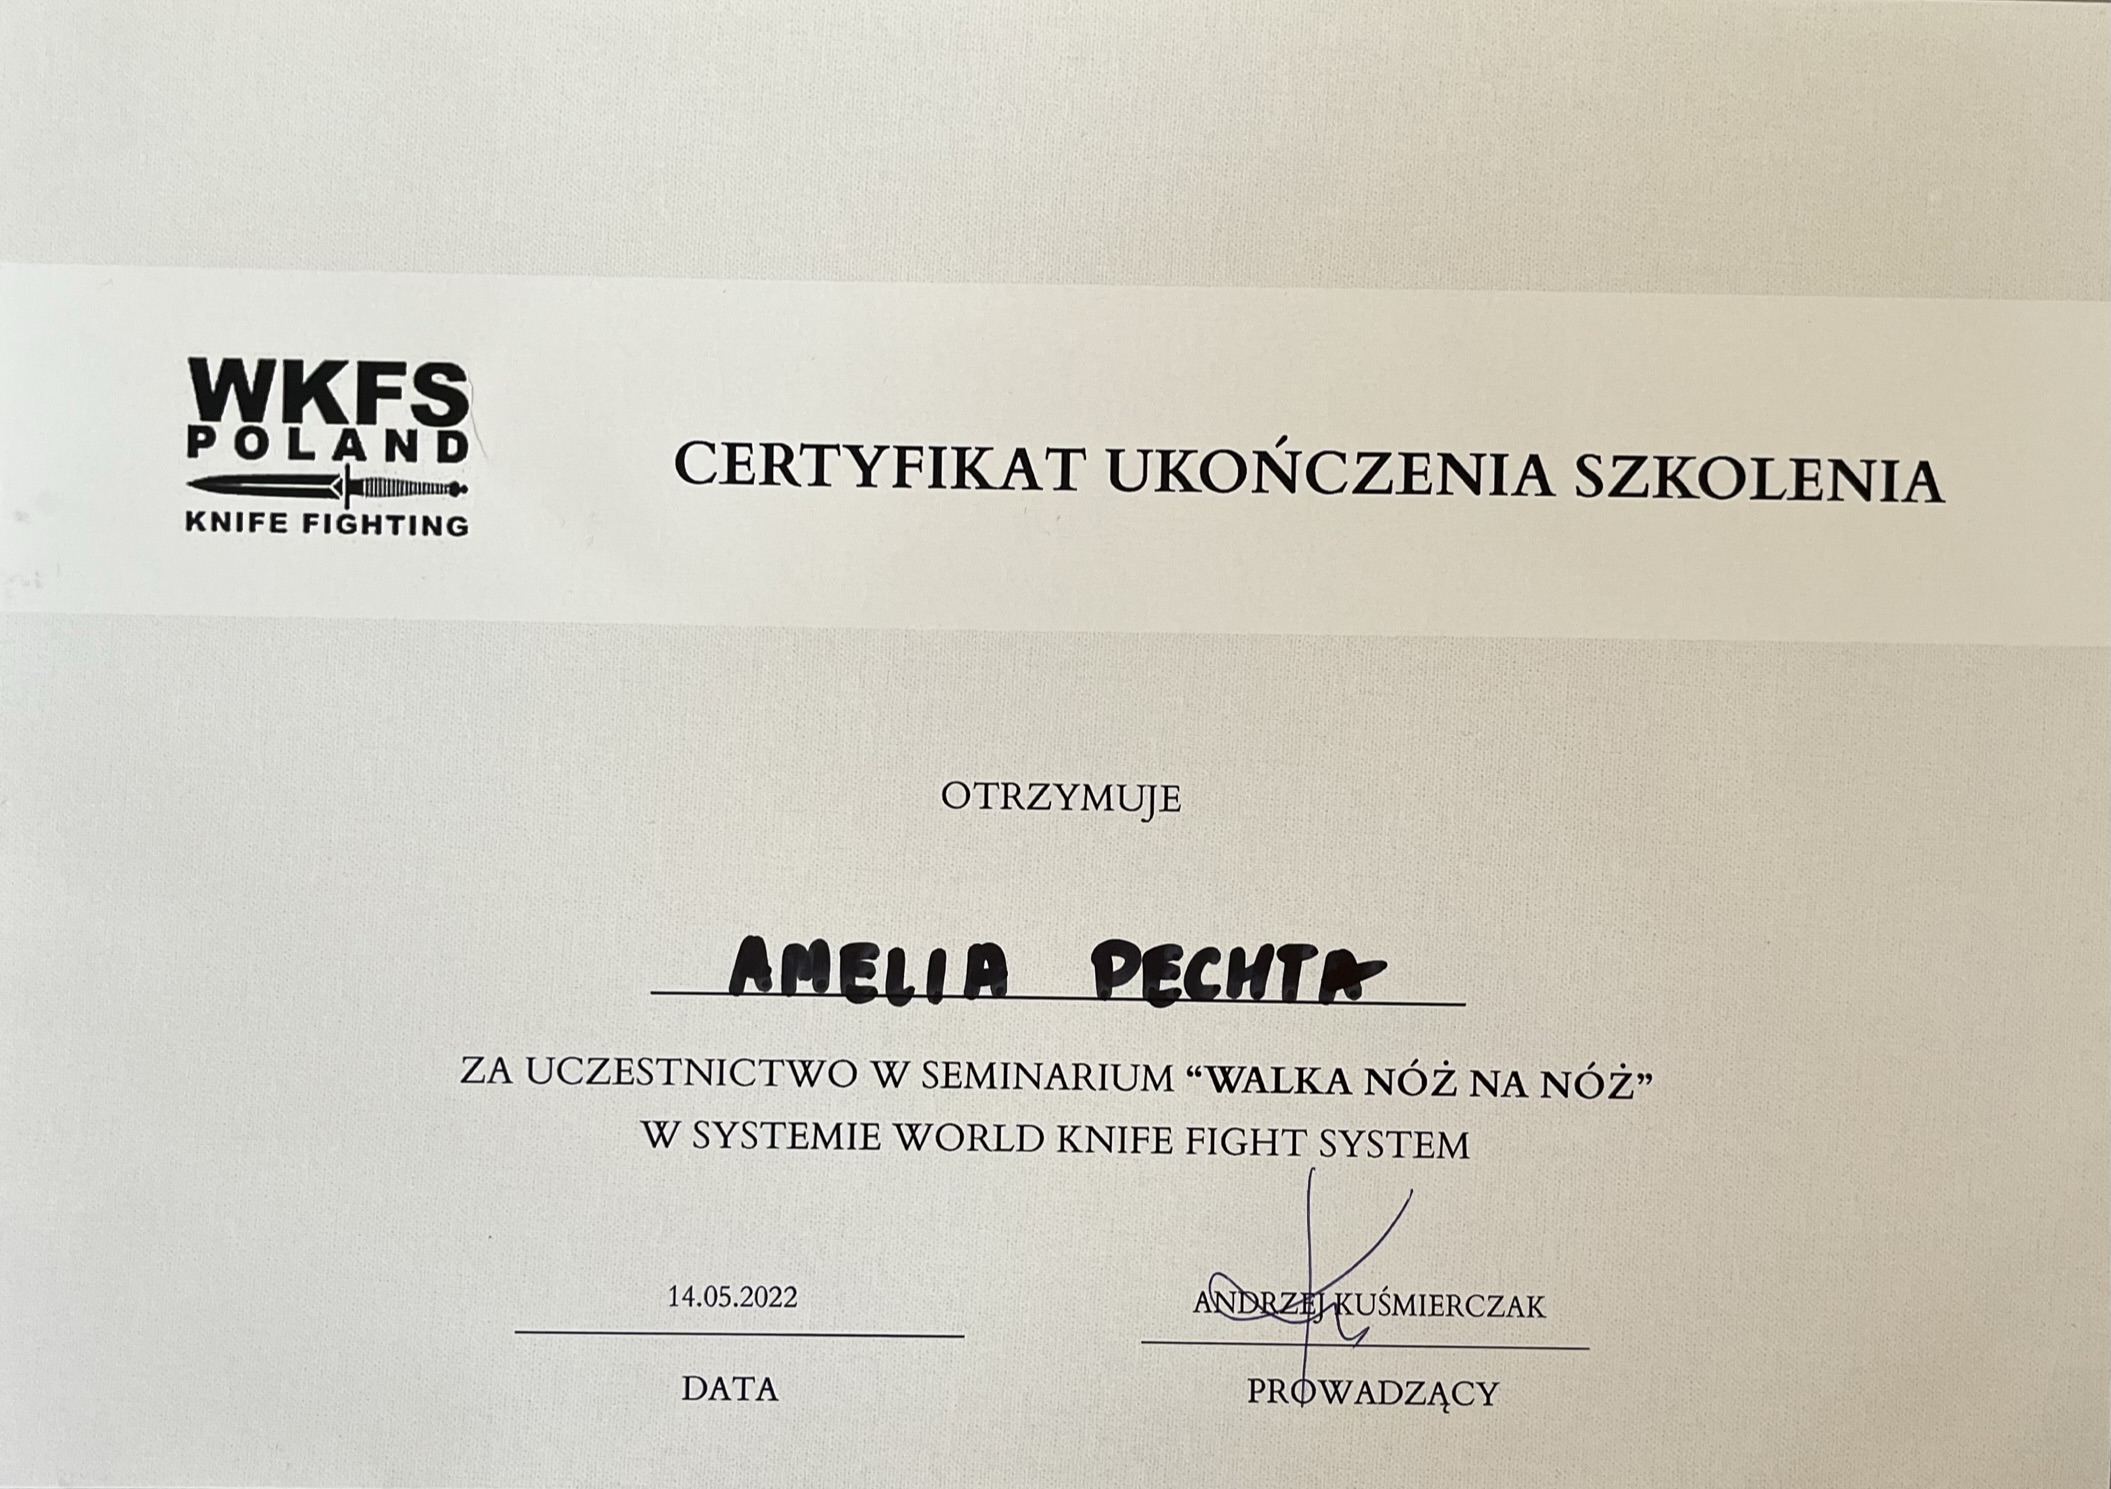 WKFS
POLAND
KNIFE FIGHTING
CERTYFIKAT UKOŃCZENIA SZKOLENIA
OTRZYMUJE
AMELIA PECHTA
ZA UCZESTNICTWO W SEMINARIUM “WALKA NÓŻ NA NÓŻ”
W SYSTEMIE WORLD KNIFE FIGHT SYSTEM
14.05.2022
DATA
ANDRZEJ KUŚMIERCZAK
PROWADZĄCY